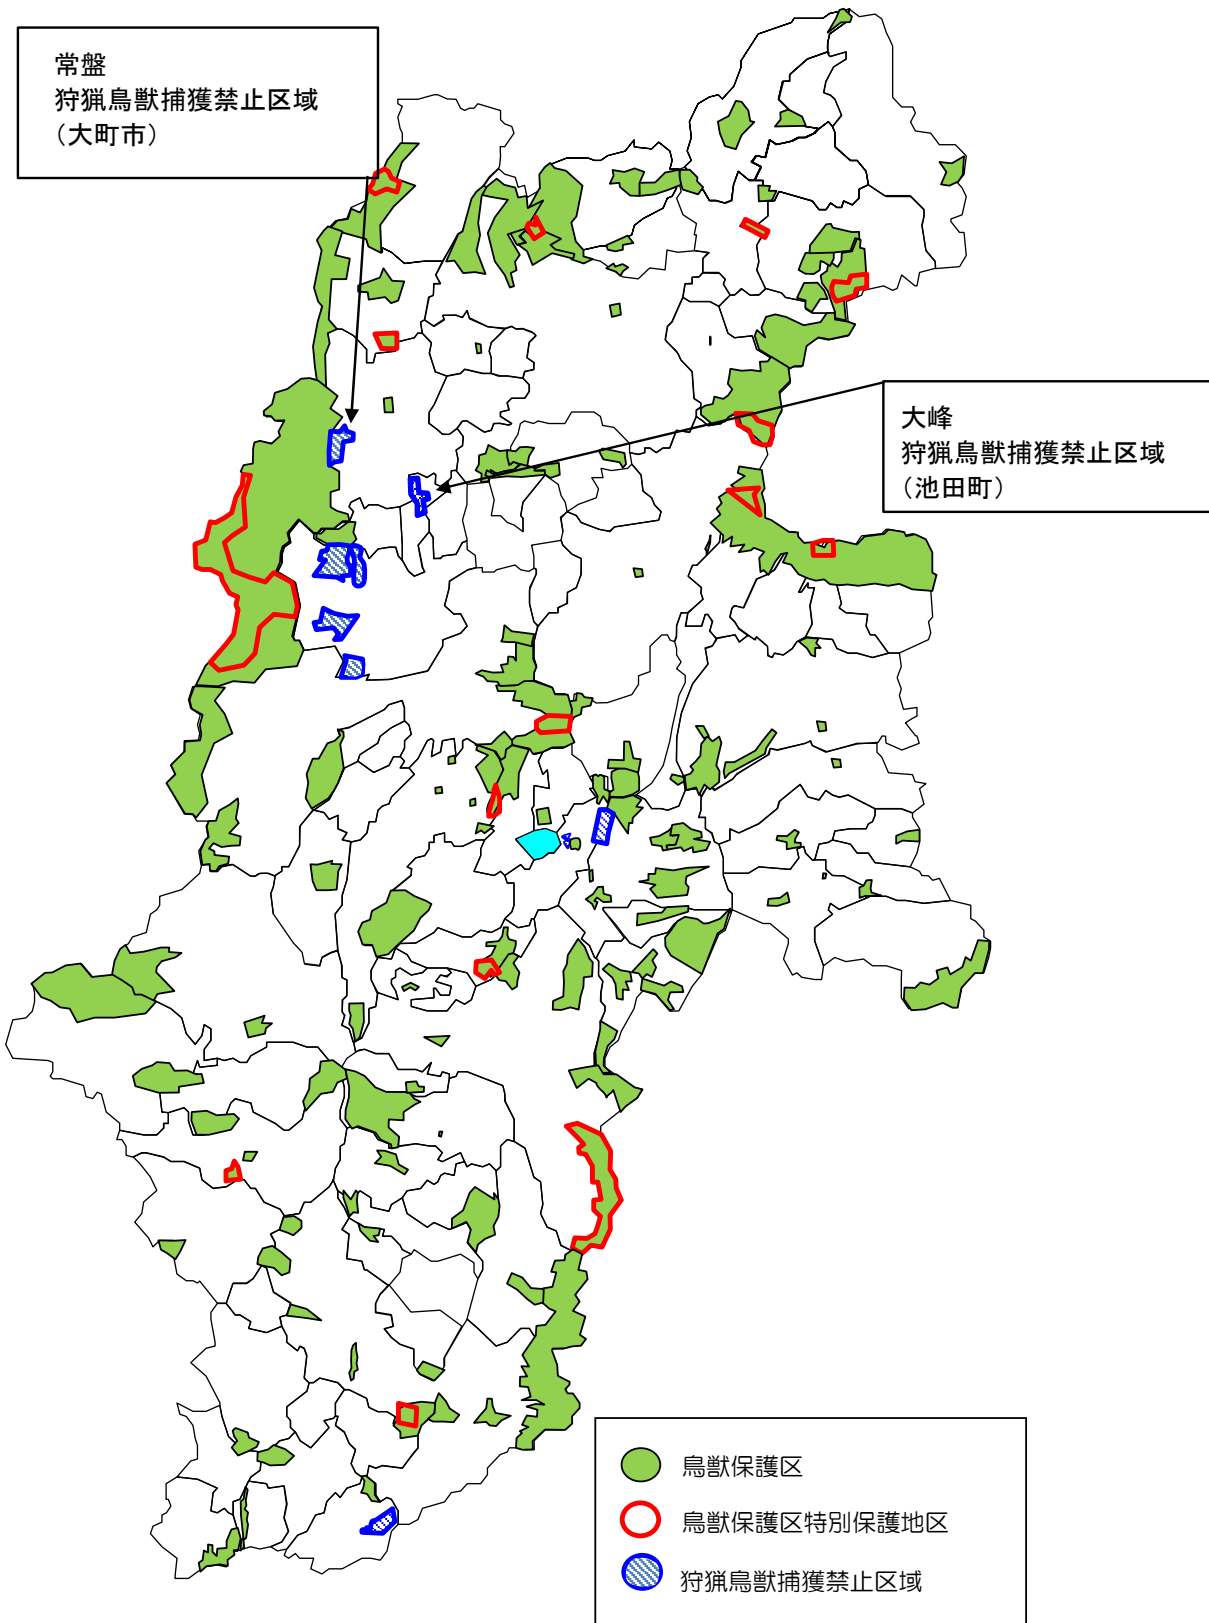 常盤
狩猟鳥獣捕獲禁止区域
（大町市）
大峰
狩猟鳥獣捕獲禁止区域
（池田町）
鳥獣保護区
鳥獣保護区特別保護地区
狩猟鳥獣捕獲禁止区域